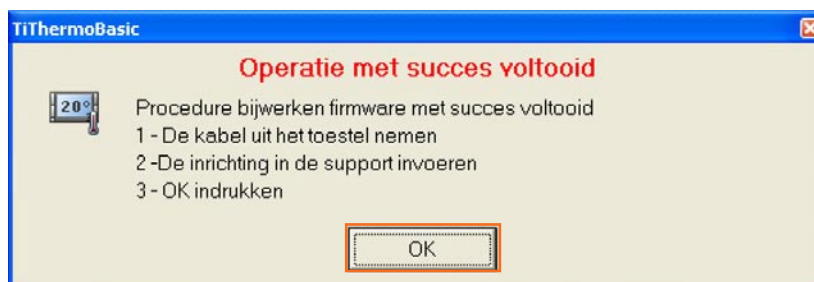 TiThermoBasic
Operatie met succes voltooid
20°
Procedure bijwerken firmware met succes voltooid
1 - De kabel uit het toestel nemen
2 -De inrichting in de support invoeren
3 - OK indrukken
OK